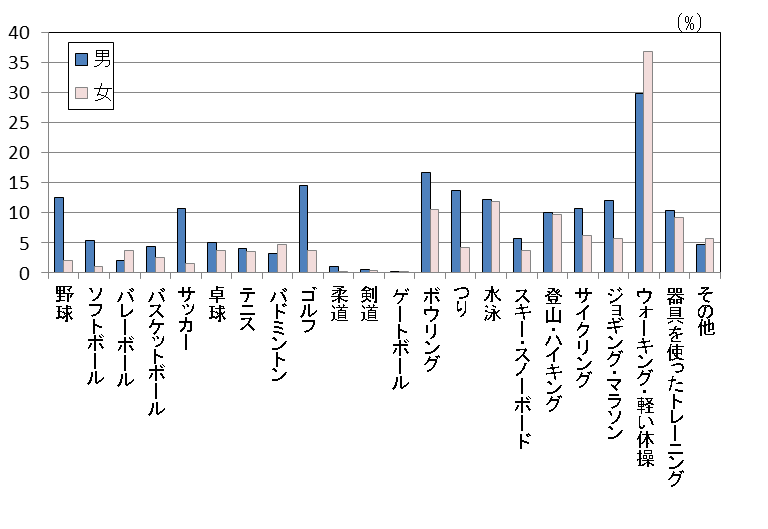 (%)
40
35
30
25
20
15
10
5
0
男
女
野球
ソフトボール
バレーボール
バスケットボール
サッカー
卓球
テニス
バドミントン
ゴルフ
柔道
剣道
ゲートボール
ボウリング
つり
水泳
スキー・スノーボード
登山・ハイキング
サイクリング
ジョギング・マラソン
ウォーキング・軽い体操
器具を使ったトレーニング
その他